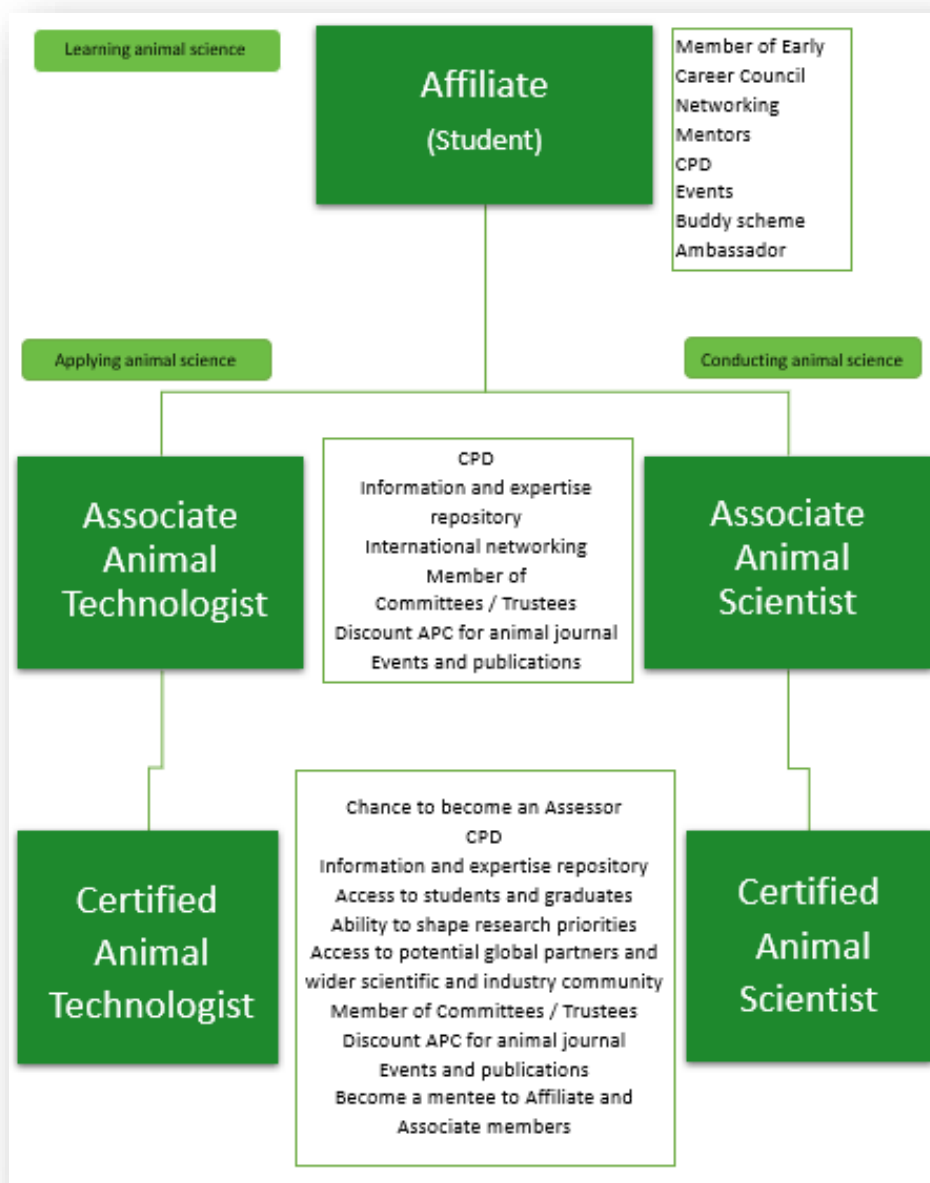 Learning animal science
Affiliate
(Student)
Member of Early
Career Council
Networking
Mentors
CPD
Events
Buddy scheme
Ambassador
Applying animal science
Conducting animal science
Associate
Animal
Technologist
CPD
Information and expertise
repository
International networking
Member of
Committees / Trustees
Discount APC for animal journal
Events and publications
Associate
Animal
Scientist
Certified
Animal
Technologist
Chance to become an Assessor
CPD
Information and expertise repository
Access to students and graduates
Ability to shape research priorities
Access to potential global partners and
wider scientific and industry community
Member of Committees / Trustees
Discount APC for animal journal
Events and publications
Become a mentee to Affiliate and
Associate members
Certified
Animal
Scientist